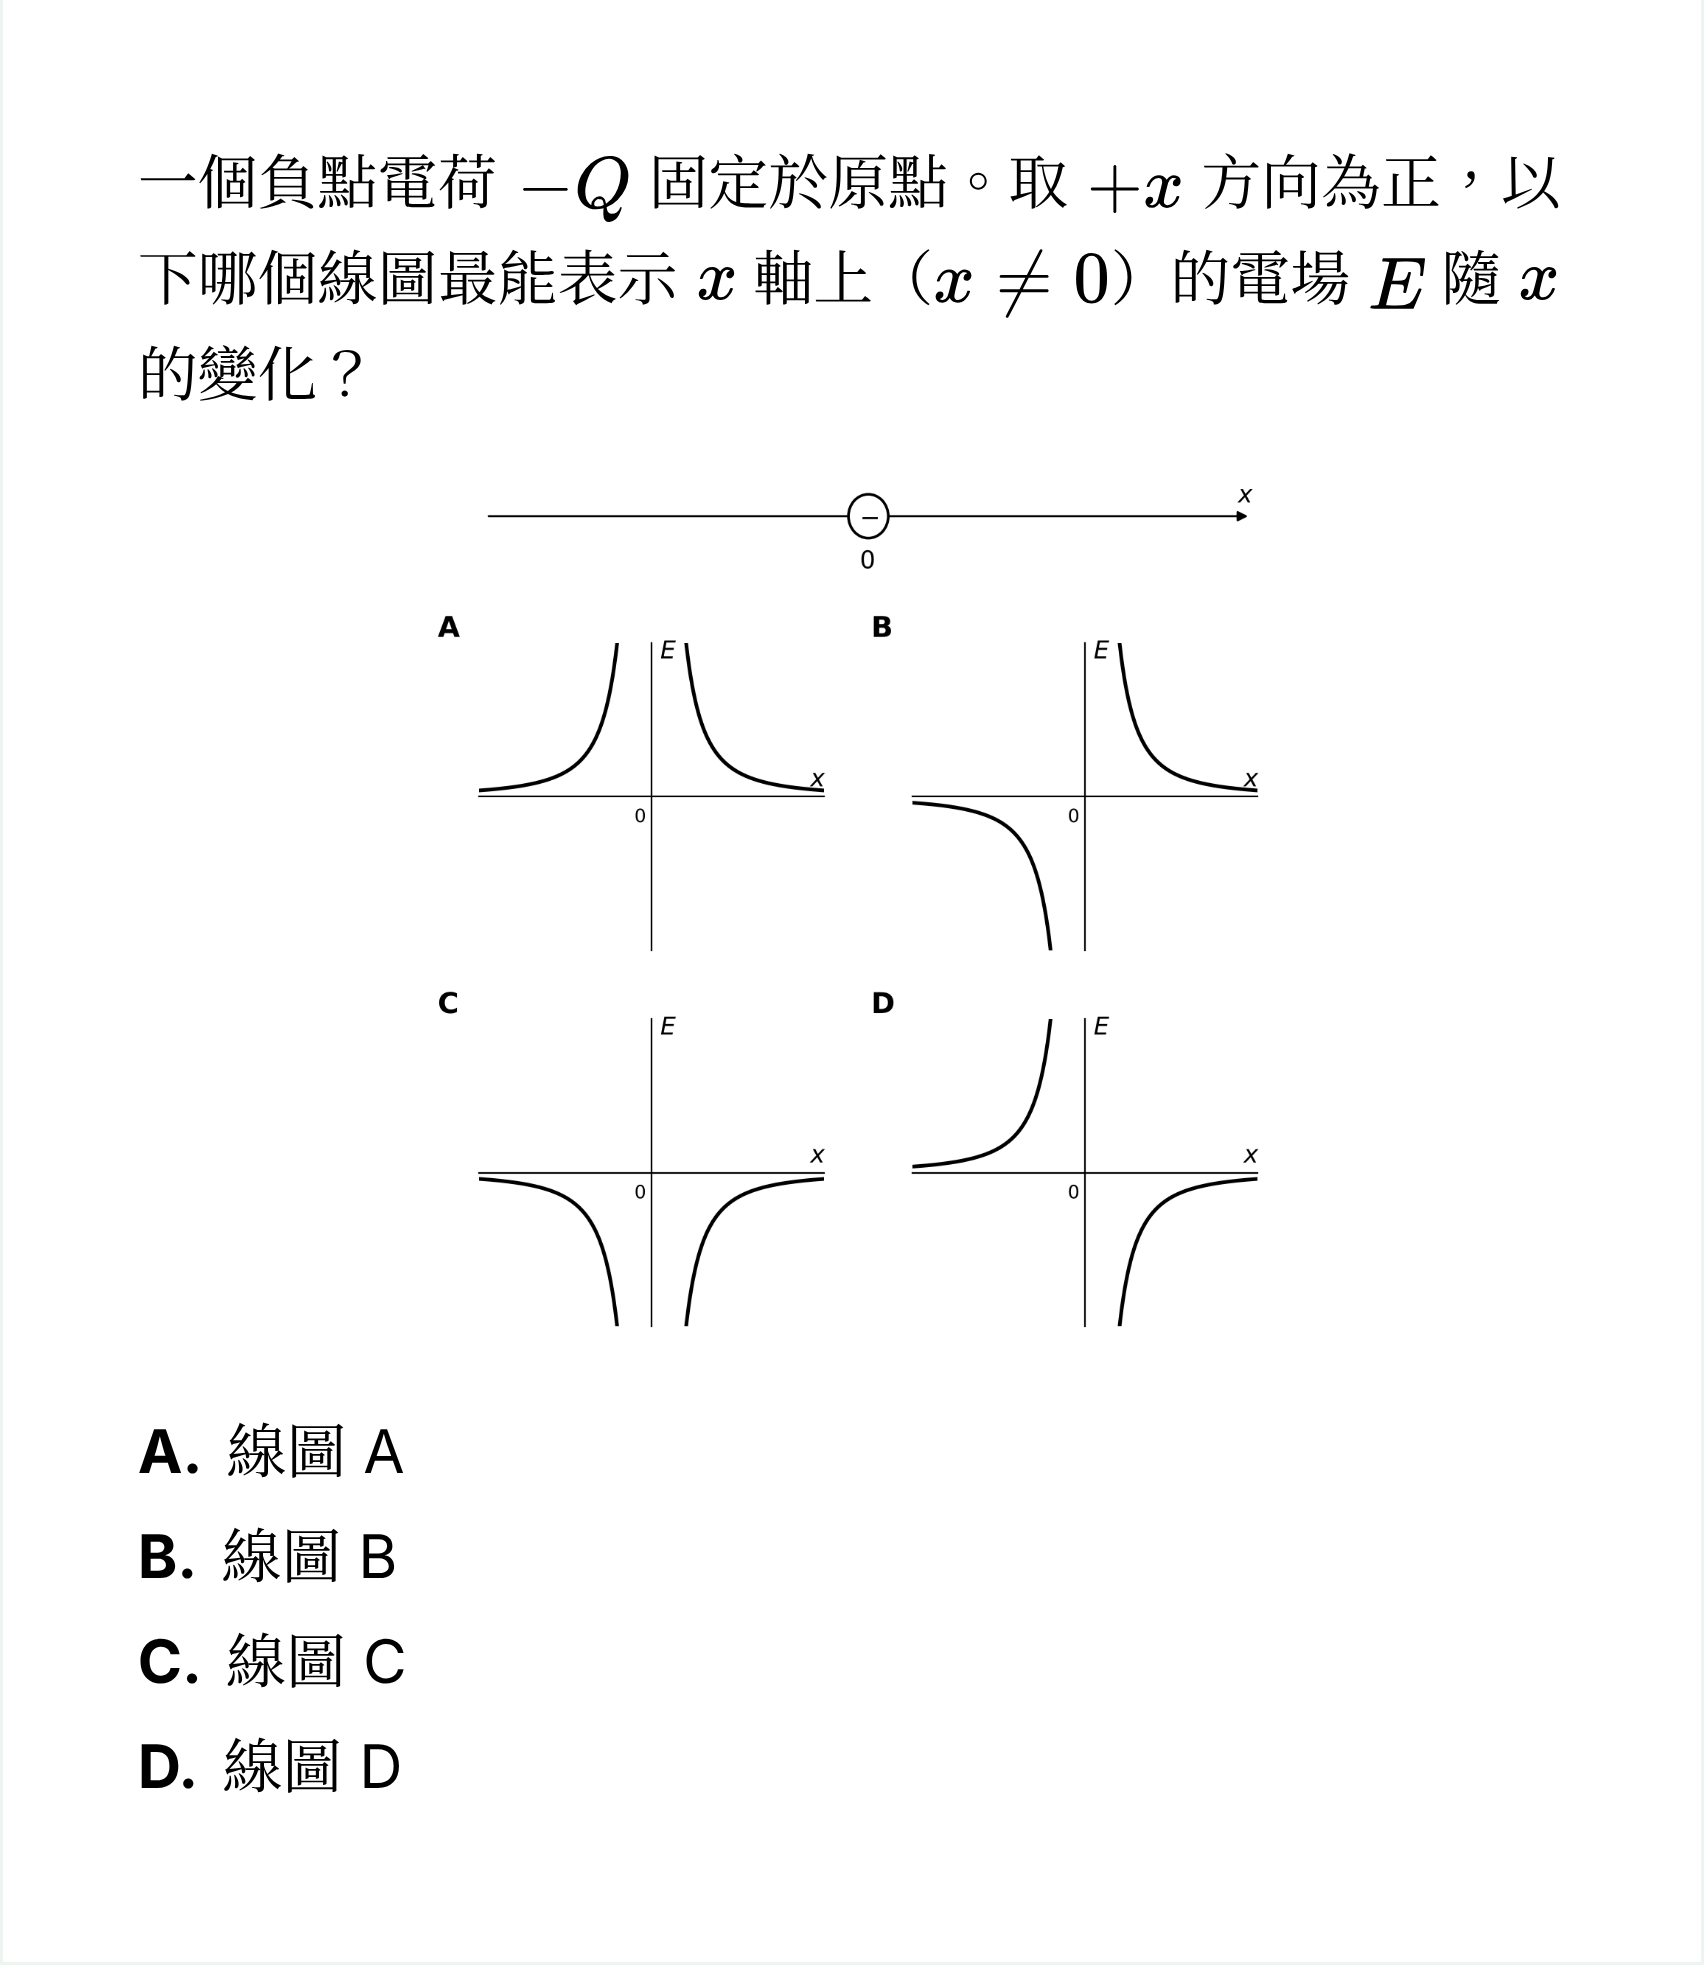 一個負點電荷 −Q 固定於原點。取 +x 方向為正，以
下哪個線圖最能表示 x 軸上（x ≠ 0）的電場 E 隨 x
的變化？
x
−
0
A
B
E
E
x
x
0
0
C
D
E
E
x
x
0
0
A. 線圖 A
B. 線圖 B
C. 線圖 C
D. 線圖 D